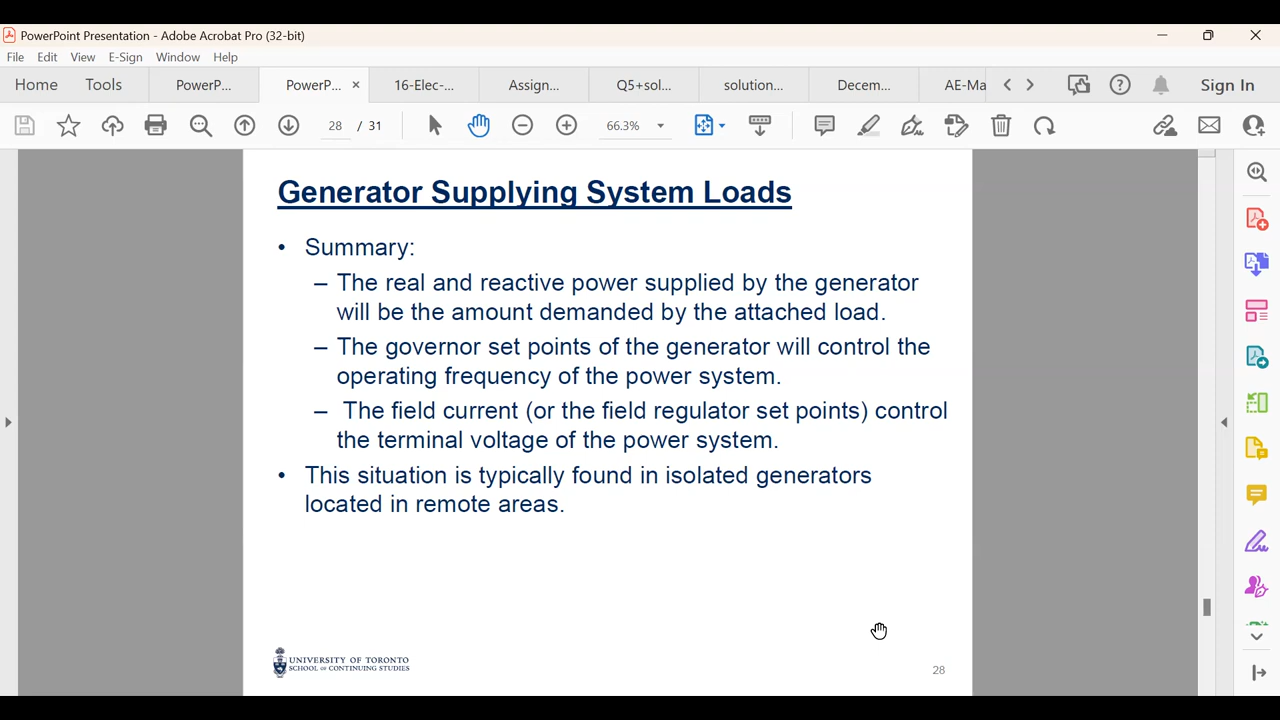 PowerPoint Presentation - Adobe Acrobat Pro (32-bit)
File Edit View E-Sign Window Help
Home Tools PowerP... PowerP... × 16-Elec-... Assign... Q5+sol... solution... Decem... AE-Ma Sign In
28 / 31 66.3%
Generator Supplying System Loads
• Summary:
– The real and reactive power supplied by the generator
will be the amount demanded by the attached load.
– The governor set points of the generator will control the
operating frequency of the power system.
– The field current (or the field regulator set points) control
the terminal voltage of the power system.
• This situation is typically found in isolated generators
located in remote areas.
UNIVERSITY OF TORONTO
SCHOOL OF CONTINUING STUDIES
28